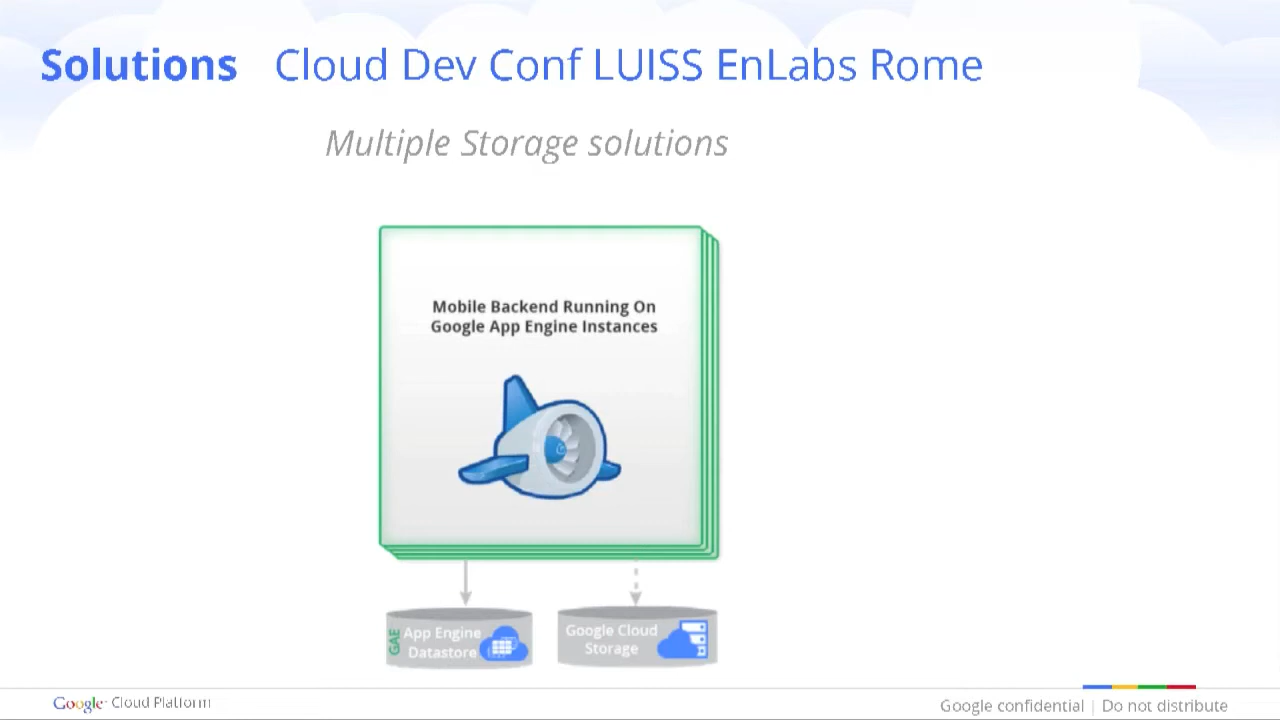 Solutions Cloud Dev Conf LUISS EnLabs Rome
Multiple Storage solutions
Mobile Backend Running On
Google App Engine Instances
GAE
App Engine
Datastore
Google Cloud
Storage
Google Cloud Platform
Google confidential | Do not distribute